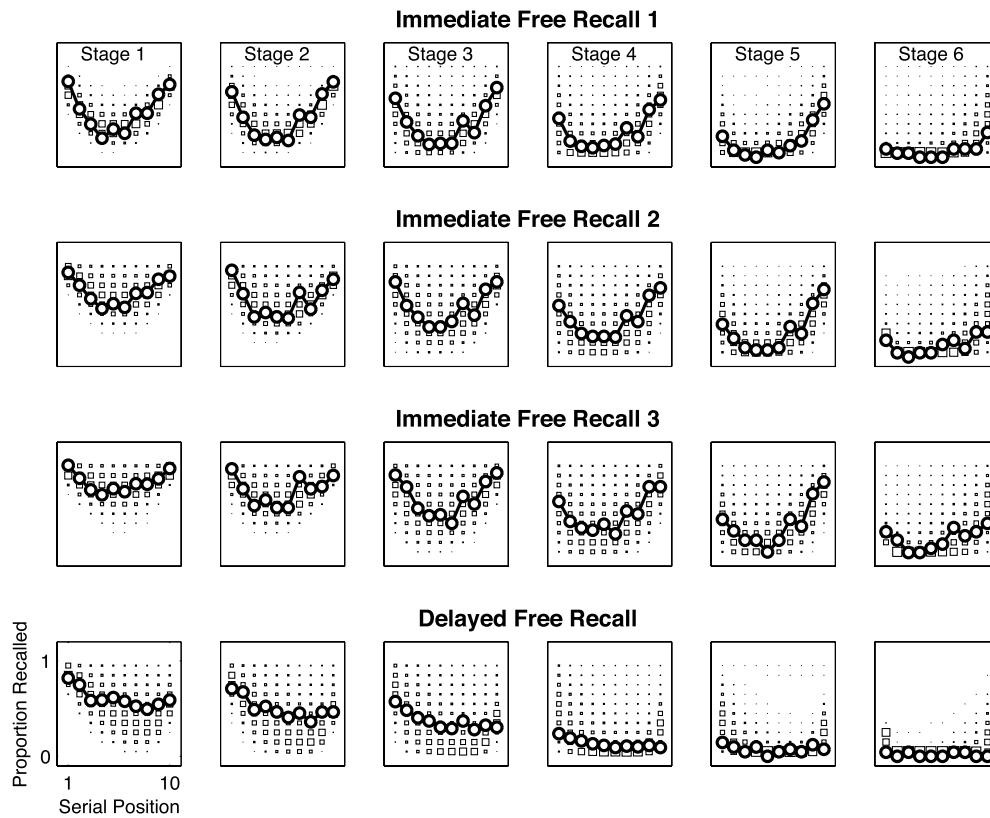 Immediate Free Recall 1
Stage 1 Stage 2 Stage 3 Stage 4 Stage 5 Stage 6
Immediate Free Recall 2
Immediate Free Recall 3
Delayed Free Recall
Proportion Recalled
1
0
1 10
Serial Position